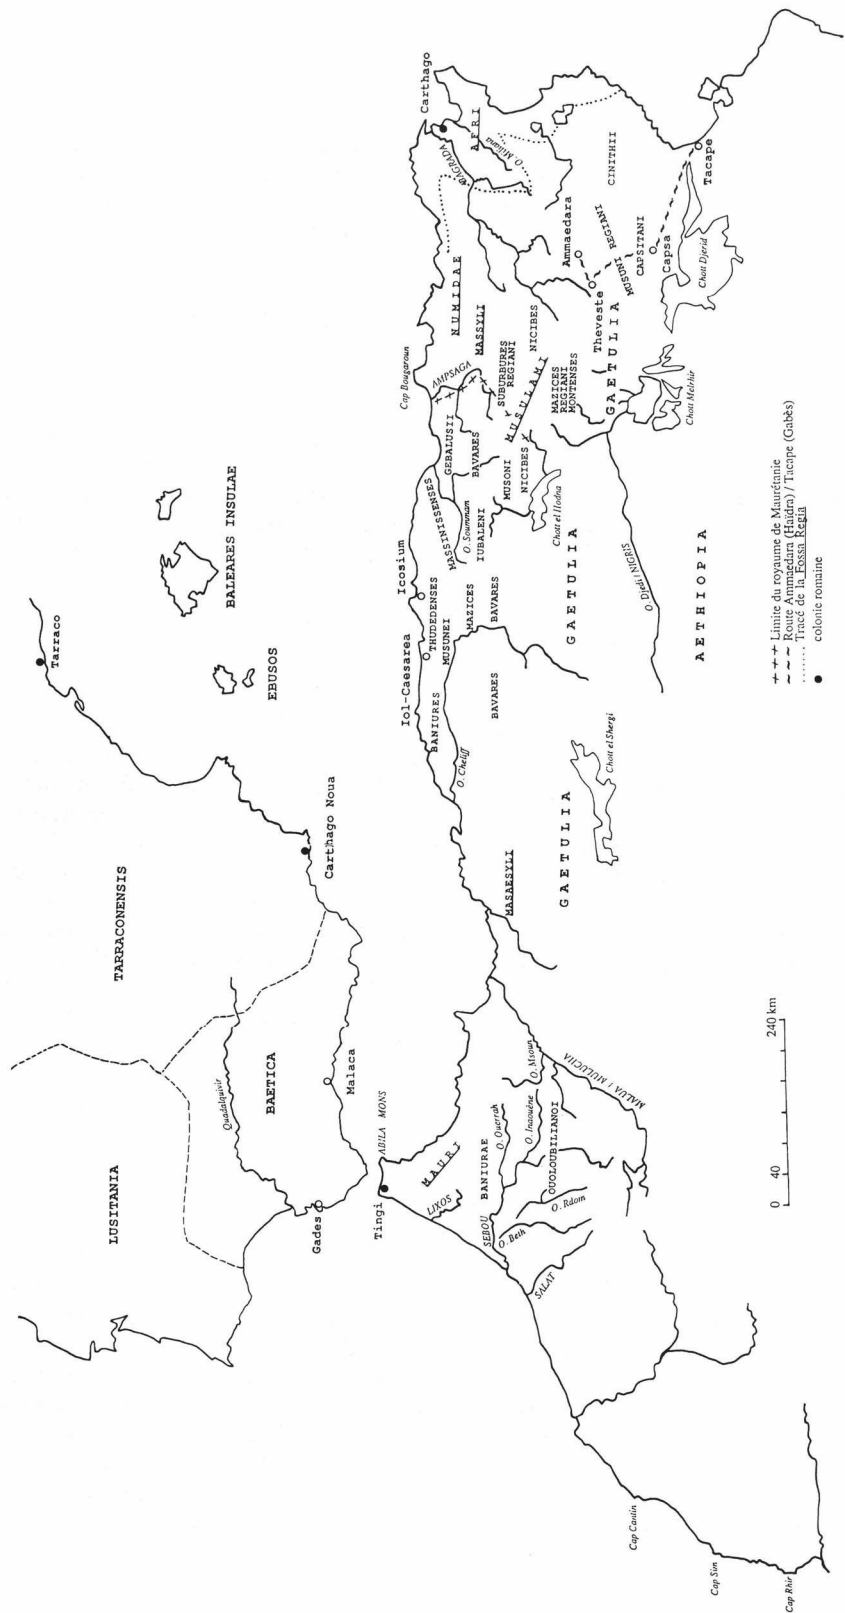 LUSITANIA
TARRACONENSIS
Tarraco
BALEARES INSULAE
EBUSOS
Carthago Noua
Quadalquivir
BAETICA
Malaca
Gades
ABILA MONS
Tingi
MAURI
LIXOS
SEBOU
BANIURAE
O. Ouerrah
O. Inaouène
O. Msoun
OUOLOUBILIANOI
O. Rdom
O. Beth
SALAT
MALVA / MULUCHA
Cap Cantin
Cap Sim
Cap Rhir
0 40 240 km
MASAESYLI
GAETULIA
Chott el Shergi
Iol-Caesarea
Icosium
BANIURES
O. Cheliff
THUDEDENSES
MUSUNEI
MAZICES
BAVARES
BAVARES
GAETULIA
MASSINISSENSES
O. Soummam
IUBALENI
GEBALUSII
BAVARES
MUSONI
NICIBES
Chott el Hodna
Cap Bougaroun
AMPSAGA
NUMIDAE
MASSYLI
SUBURBURES
REGIANI
MUSULAMI
NICIBES
MAZICES
REGIANI
MONTENSES
GAETULIA
Chott Melrhir
O. Djedi / NIGRIS
AETHIOPIA
Carthago
BAGRADA
AFRI
O. Miliana
Ammaedara
Theveste
MUSUNI REGIANI
CINITHII
CAPSITANI
Capsa
Tacape
Chott Djerid
+++ Limite du royaume de Maurétanie
~~~ Route Ammaedara (Haïdra) / Tacape (Gabès)
...... Tracé de la Fossa Regia
● colonie romaine